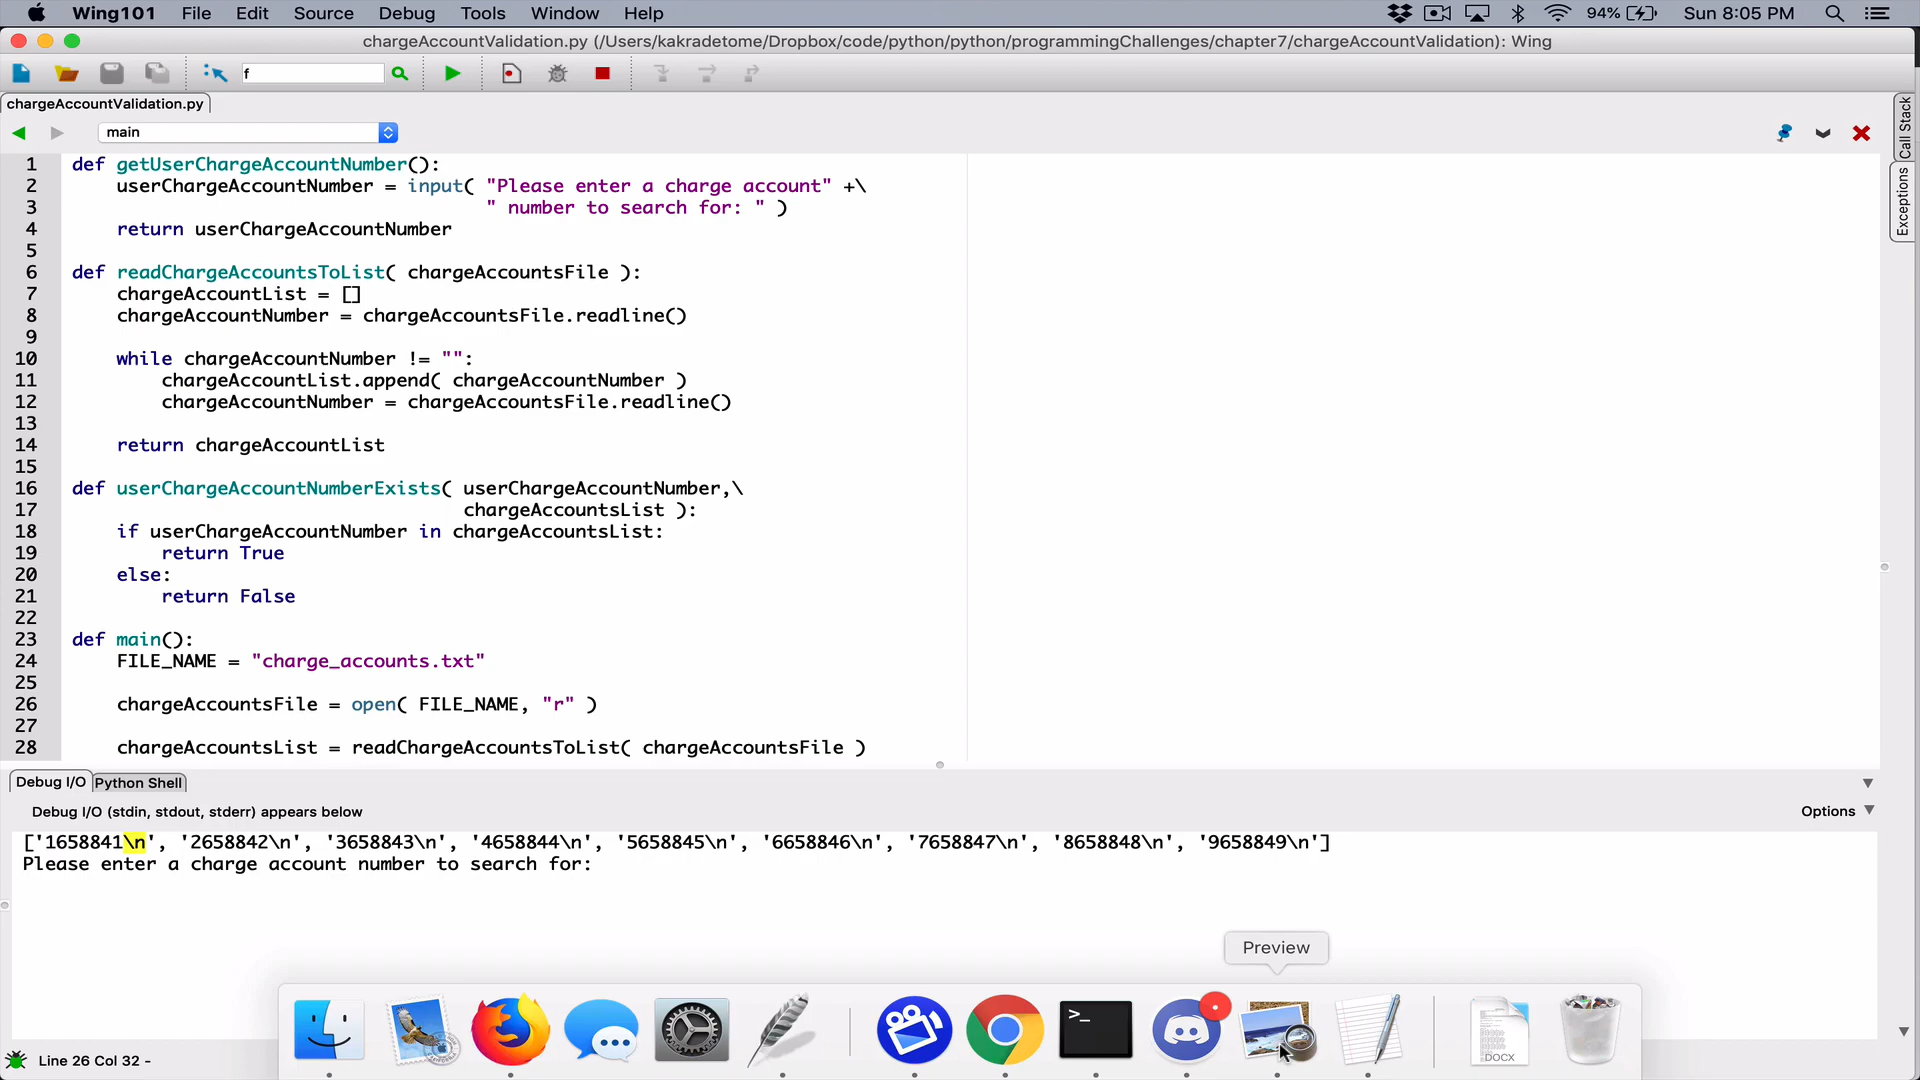 Wing101 File Edit Source Debug Tools Window Help 94% Sun 8:05 PM
chargeAccountValidation.py (/Users/kakradetome/Dropbox/code/python/python/programmingChallenges/chapter7/chargeAccountValidation): Wing
f
chargeAccountValidation.py
main
1 def getUserChargeAccountNumber():
2 userChargeAccountNumber = input( "Please enter a charge account" +\
3 " number to search for: " )
4 return userChargeAccountNumber
5
6 def readChargeAccountsToList( chargeAccountsFile ):
7 chargeAccountList = []
8 chargeAccountNumber = chargeAccountsFile.readline()
9
10 while chargeAccountNumber != "":
11 chargeAccountList.append( chargeAccountNumber )
12 chargeAccountNumber = chargeAccountsFile.readline()
13
14 return chargeAccountList
15
16 def userChargeAccountNumberExists( userChargeAccountNumber,\
17 chargeAccountsList ):
18 if userChargeAccountNumber in chargeAccountsList:
19 return True
20 else:
21 return False
22
23 def main():
24 FILE_NAME = "charge_accounts.txt"
25
26 chargeAccountsFile = open( FILE_NAME, "r" )
27
28 chargeAccountsList = readChargeAccountsToList( chargeAccountsFile )
Call Stack
Exceptions
Debug I/O Python Shell
Debug I/O (stdin, stdout, stderr) appears below Options
['1658841\n', '2658842\n', '3658843\n', '4658844\n', '5658845\n', '6658846\n', '7658847\n', '8658848\n', '9658849\n']
Please enter a charge account number to search for:
Preview
>_
DOCX
Line 26 Col 32 -